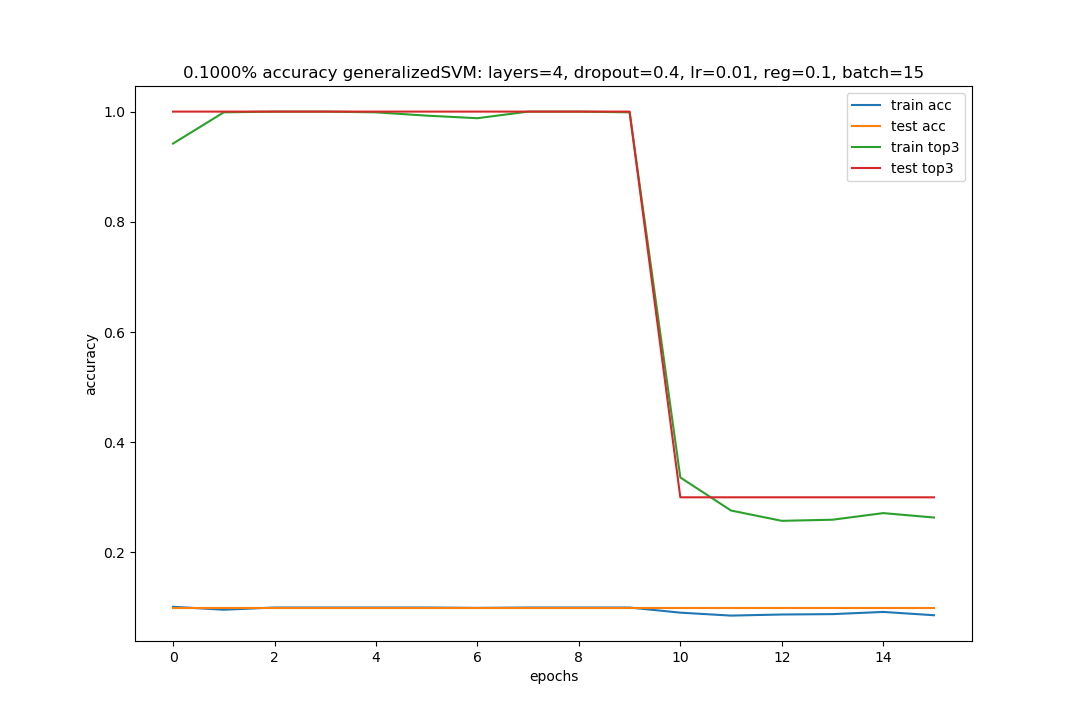 0.1000% accuracy generalizedSVM: layers=4, dropout=0.4, lr=0.01, reg=0.1, batch=15
train acc
test acc
train top3
test top3
accuracy
1.0
0.8
0.6
0.4
0.2
0 2 4 6 8 10 12 14
epochs